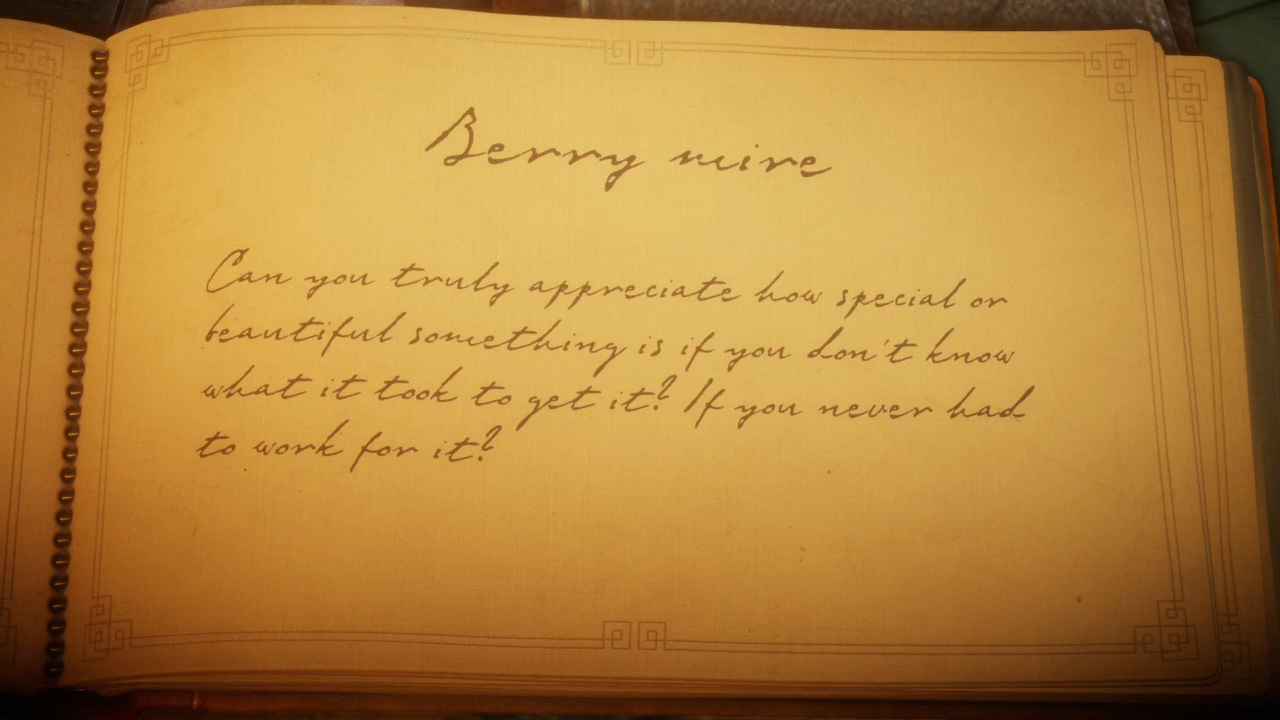 Berry mire
Can you truly appreciate how special or
beautiful something is if you don't know
what it took to get it? If you never had
to work for it?